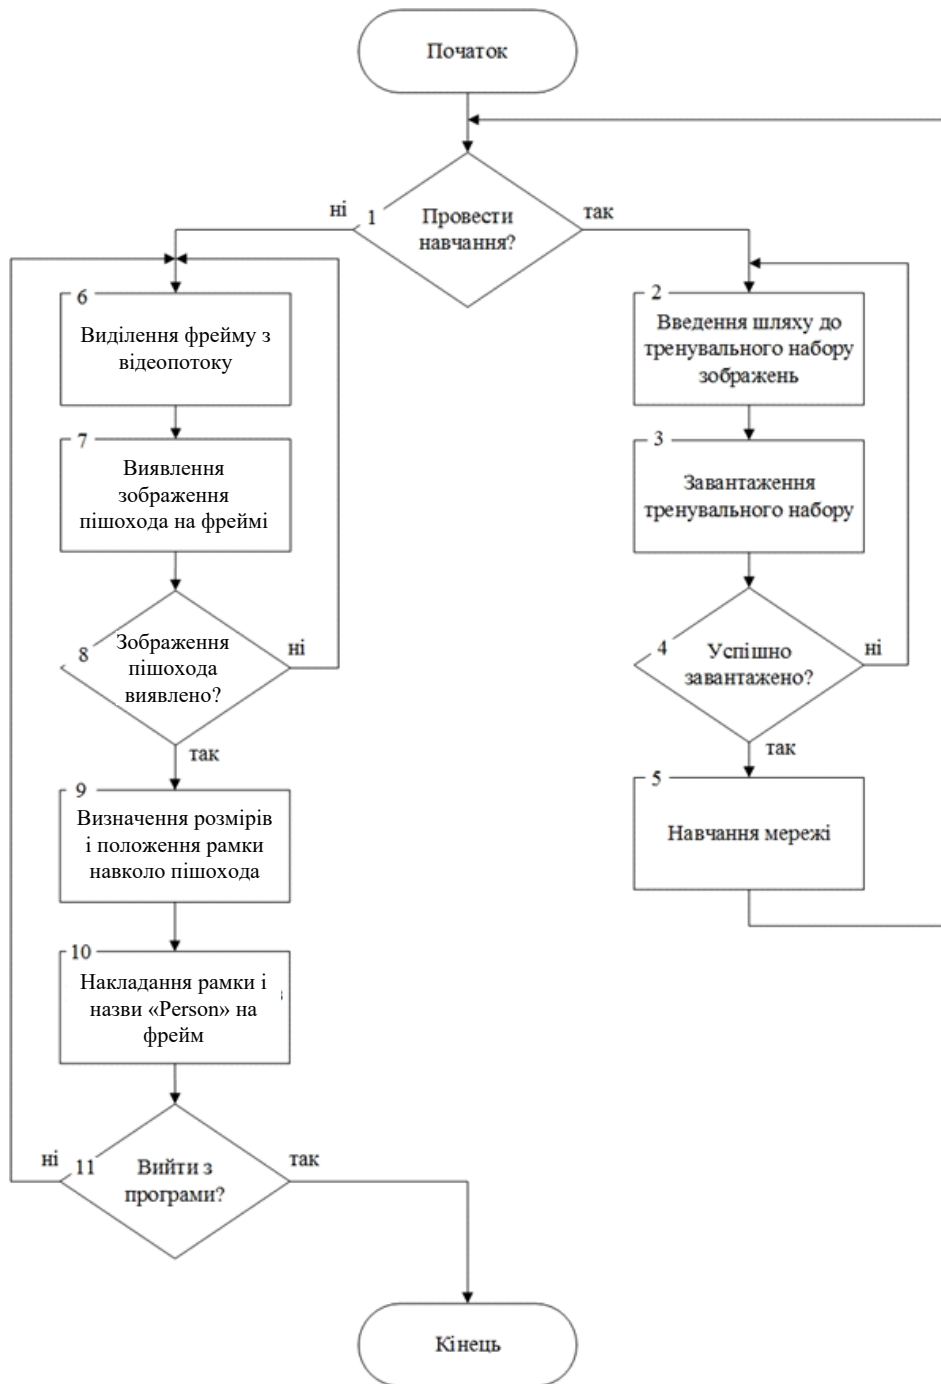 Початок
ні
1
Провести
навчання?
так
6
Виділення фрейму з
відеопотоку
7
Виявлення
зображення
пішохода на фреймі
8
Зображення
пішохода
виявлено?
ні
так
9
Визначення розмірів
і положення рамки
навколо пішохода
10
Накладання рамки і
назви «Person» на
фрейм
ні
11
Вийти з
програми?
так
2
Введення шляху до
тренувального набору
зображень
3
Завантаження
тренувального набору
4
Успішно
завантажено?
ні
так
5
Навчання мережі
Кінець